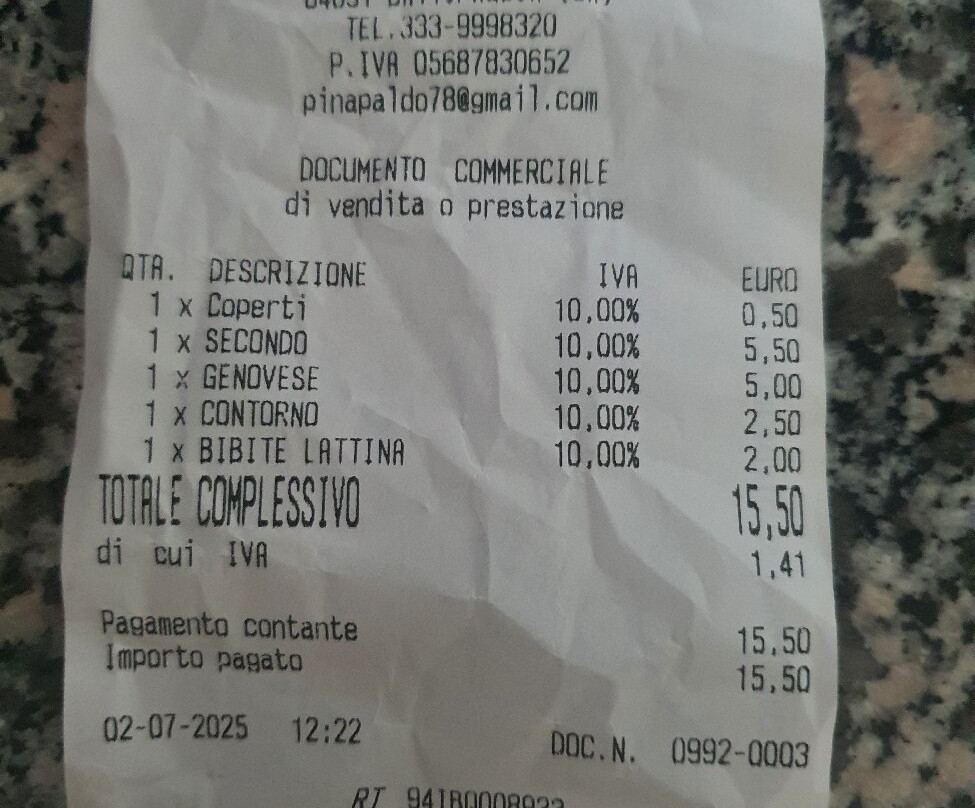 TEL.333-9998320
P.IVA 05687830652
pinapaldo78@gmail.com
DOCUMENTO COMMERCIALE
di vendita o prestazione
QTA. DESCRIZIONE IVA EURO
1 x Coperti 10,00% 0,50
1 x SECONDO 10,00% 5,50
1 x GENOVESE 10,00% 5,00
1 x CONTORNO 10,00% 2,50
1 x BIBITE LATTINA 10,00% 2,00
TOTALE COMPLESSIVO 15,50
di cui IVA 1,41
Pagamento contante 15,50
Importo pagato 15,50
02-07-2025 12:22 DOC.N. 0992-0003
RT